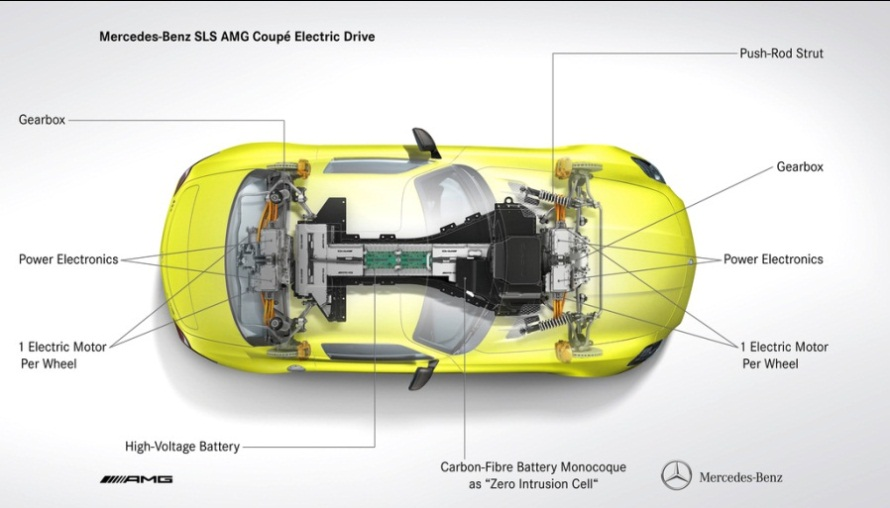 Mercedes-Benz SLS AMG Coupé Electric Drive
Push-Rod Strut
Gearbox
Gearbox
Power Electronics
Power Electronics
1 Electric Motor
Per Wheel
1 Electric Motor
Per Wheel
High-Voltage Battery
Carbon-Fibre Battery Monocoque
as "Zero Intrusion Cell"
AMG
Mercedes-Benz